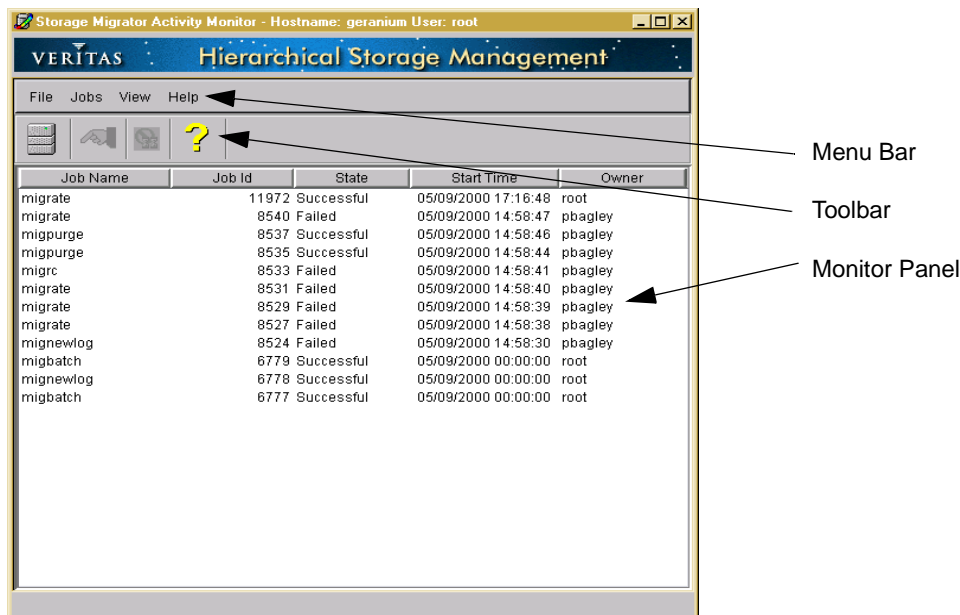 Storage Migrator Activity Monitor - Hostname: geranium User: root
VERITAS Hierarchical Storage Management
File Jobs View Help
Menu Bar
?
Toolbar
Job Name Job Id State Start Time Owner
migrate 11972 Successful 05/09/2000 17:16:48 root
migrate 8540 Failed 05/09/2000 14:58:47 pbagley
migpurge 8537 Successful 05/09/2000 14:58:46 pbagley
migpurge 8535 Successful 05/09/2000 14:58:44 pbagley
migrc 8533 Failed 05/09/2000 14:58:41 pbagley
migrate 8531 Failed 05/09/2000 14:58:40 pbagley
migrate 8529 Failed 05/09/2000 14:58:39 pbagley
migrate 8527 Failed 05/09/2000 14:58:38 pbagley
mignewlog 8524 Failed 05/09/2000 14:58:30 pbagley
migbatch 6779 Successful 05/09/2000 00:00:00 root
mignewlog 6778 Successful 05/09/2000 00:00:00 root
migbatch 6777 Successful 05/09/2000 00:00:00 root
Monitor Panel